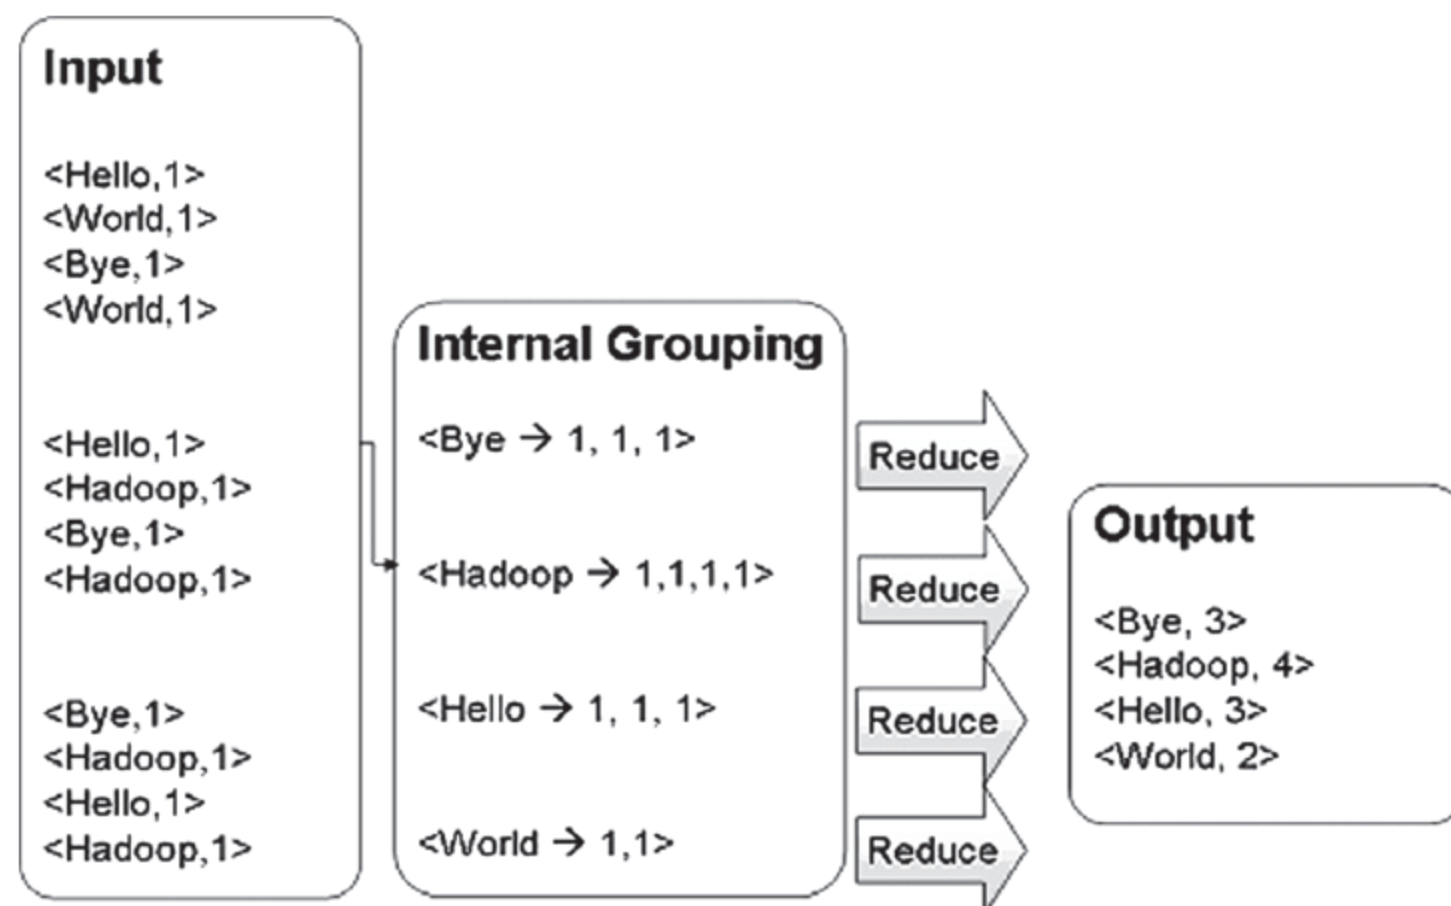 Input
<Hello,1>
<World,1>
<Bye,1>
<World,1>
<Hello,1>
<Hadoop,1>
<Bye,1>
<Hadoop,1>
<Bye,1>
<Hadoop,1>
<Hello,1>
<Hadoop,1>
Internal Grouping
<Bye → 1, 1, 1>
<Hadoop → 1,1,1,1>
<Hello → 1, 1, 1>
<World → 1,1>
Reduce
Reduce
Reduce
Reduce
Output
<Bye, 3>
<Hadoop, 4>
<Hello, 3>
<World, 2>